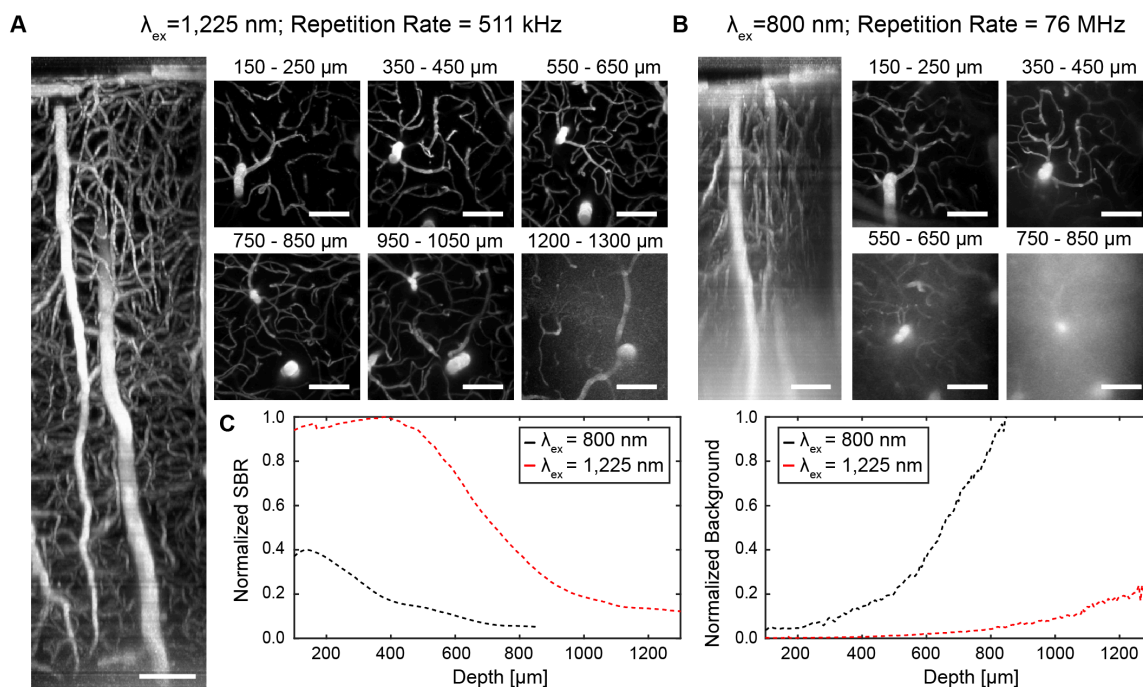 A
λex=1,225 nm; Repetition Rate = 511 kHz
150 - 250 µm
350 - 450 µm
550 - 650 µm
750 - 850 µm
950 - 1050 µm
1200 - 1300 µm
B
λex=800 nm; Repetition Rate = 76 MHz
150 - 250 µm
350 - 450 µm
550 - 650 µm
750 - 850 µm
C
Normalized SBR
1.0
0.8
0.6
0.4
0.2
0.0
λex = 800 nm
λex = 1,225 nm
200 400 600 800 1000 1200
Depth [µm]
Normalized Background
1.0
0.8
0.6
0.4
0.2
0.0
λex = 800 nm
λex = 1,225 nm
200 400 600 800 1000 1200
Depth [µm]